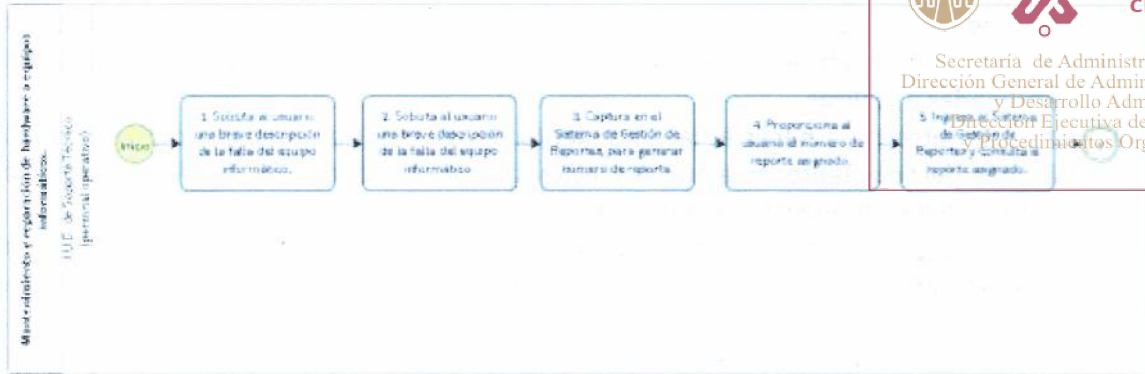 Mantenimiento y reparación de hardware a equipos
informáticos.
J.U.D. de Soporte Técnico
(personal operativo)
Inicio
1. Solicita al usuario
una breve descripción
de la falla del equipo
informático.
2. Solicita al usuario
una breve descripción
de la falla del equipo
informático
3. Captura en el
Sistema de Gestión de
Reportes, para generar
número de reporte.
4. Proporciona al
usuario el número de
reporte asignado.
5. Ingresa al Sistema
de Gestión de
Reportes y consulta el
reporte asignado.
Secretaría de Administr
Dirección General de Admin
y Desarrollo Adm
Dirección Ejecutiva de
y Procedimientos Org